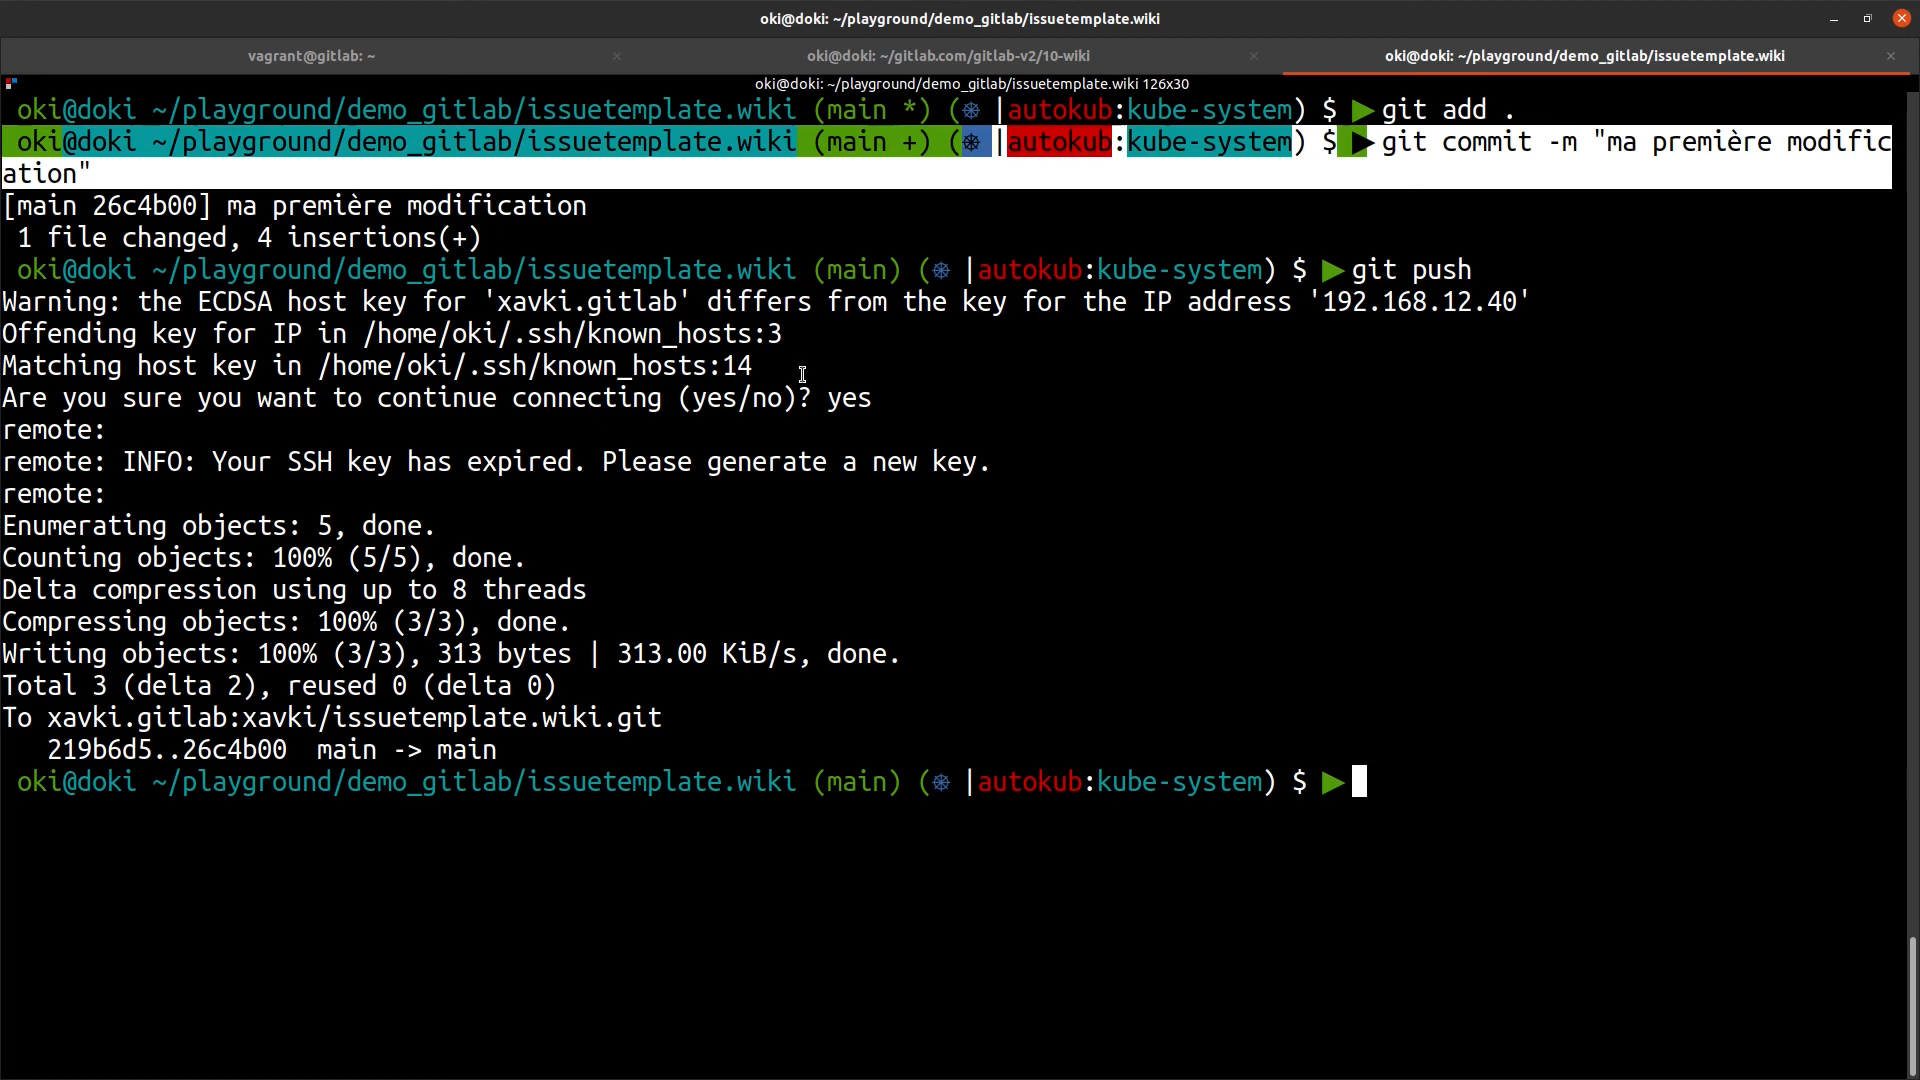 oki@doki: ~/playground/demo_gitlab/issuetemplate.wiki
vagrant@gitlab: ~ × oki@doki: ~/gitlab.com/gitlab-v2/10-wiki × oki@doki: ~/playground/demo_gitlab/issuetemplate.wiki ×
oki@doki: ~/playground/demo_gitlab/issuetemplate.wiki 126x30
oki@doki ~/playground/demo_gitlab/issuetemplate.wiki (main *) (⎈ |autokub:kube-system) $ ▶git add .
oki@doki ~/playground/demo_gitlab/issuetemplate.wiki (main +) (⎈ |autokub:kube-system) $ ▶git commit -m "ma première modific
ation"
[main 26c4b00] ma première modification
1 file changed, 4 insertions(+)
oki@doki ~/playground/demo_gitlab/issuetemplate.wiki (main) (⎈ |autokub:kube-system) $ ▶git push
Warning: the ECDSA host key for 'xavki.gitlab' differs from the key for the IP address '192.168.12.40'
Offending key for IP in /home/oki/.ssh/known_hosts:3
Matching host key in /home/oki/.ssh/known_hosts:14
Are you sure you want to continue connecting (yes/no)? yes
remote:
remote: INFO: Your SSH key has expired. Please generate a new key.
remote:
Enumerating objects: 5, done.
Counting objects: 100% (5/5), done.
Delta compression using up to 8 threads
Compressing objects: 100% (3/3), done.
Writing objects: 100% (3/3), 313 bytes | 313.00 KiB/s, done.
Total 3 (delta 2), reused 0 (delta 0)
To xavki.gitlab:xavki/issuetemplate.wiki.git
219b6d5..26c4b00  main -> main
oki@doki ~/playground/demo_gitlab/issuetemplate.wiki (main) (⎈ |autokub:kube-system) $ ▶